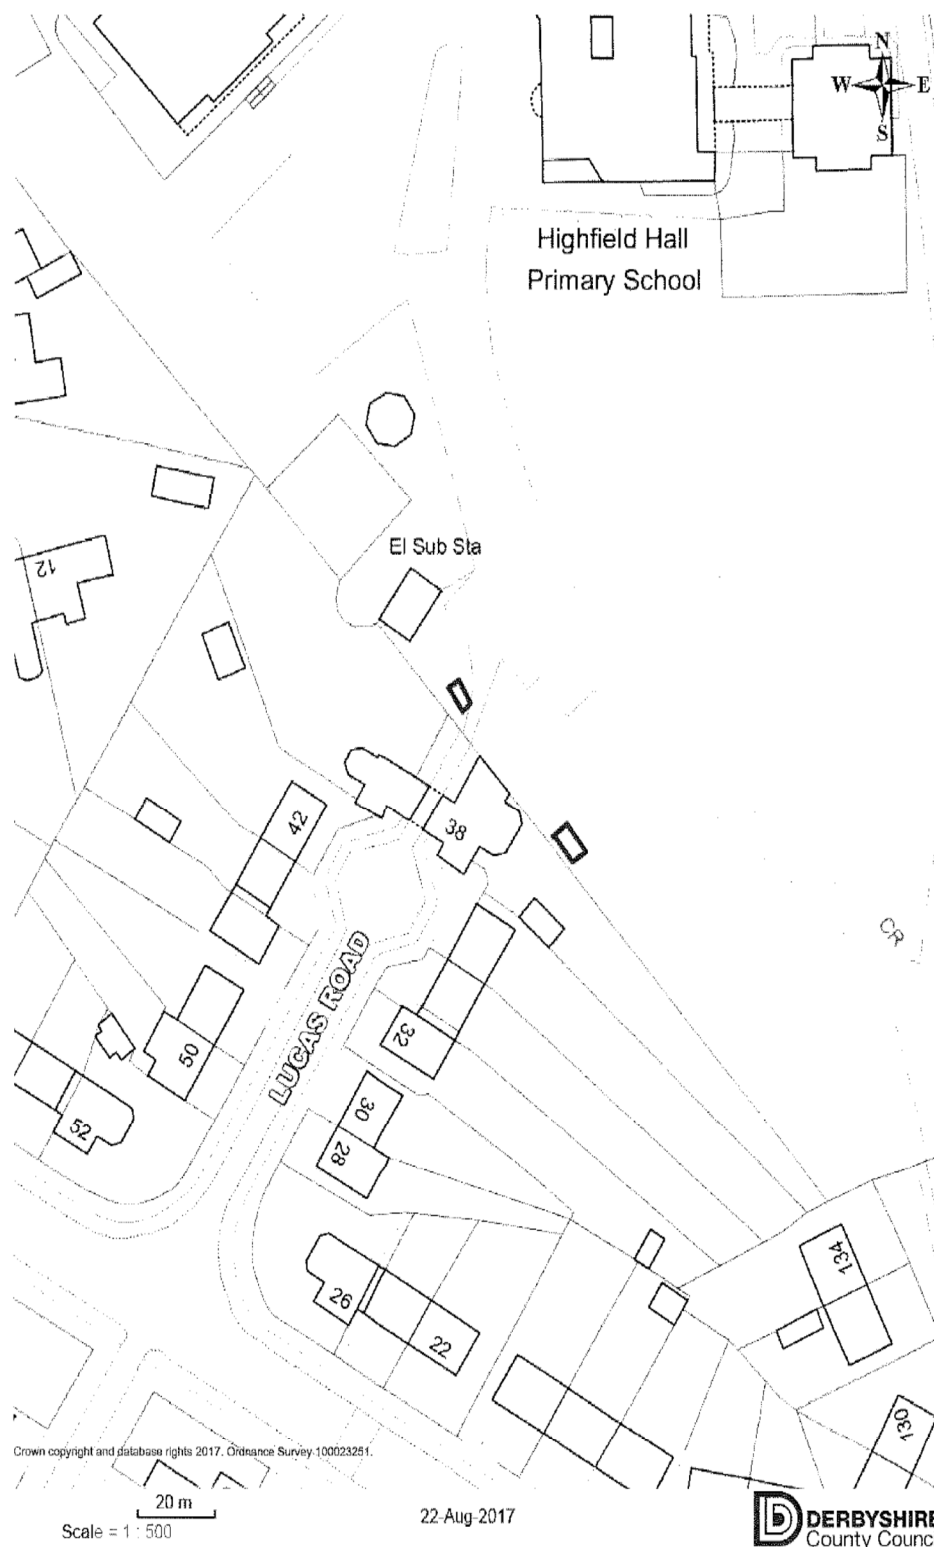 N
W E
S
Highfield Hall
Primary School
El Sub Sta
12
42
38
CR
LUCAS ROAD
32
50
30
52
28
134
26
22
130
Crown copyright and database rights 2017. Ordnance Survey 100023251.
20 m
Scale = 1 : 500
22-Aug-2017
D DERBYSHIRE
County Counc